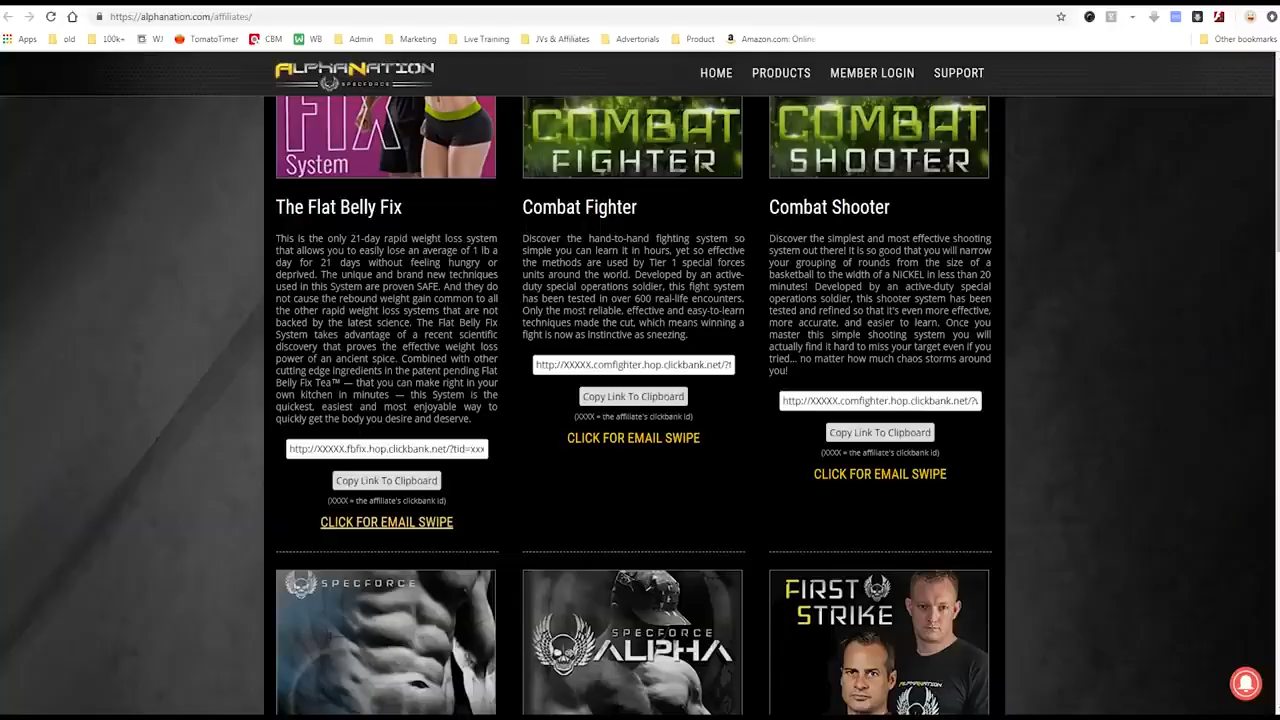 https://alphanation.com/affiliates/
Apps old 100k+ WJ TomatoTimer CBM WB Admin Marketing Live Training JVs & Affiliates Advertorials Product Amazon.com: Online Other bookmarks
ALPHANATION
SPECFORCE
HOME PRODUCTS MEMBER LOGIN SUPPORT
FIX
System
COMBAT
FIGHTER
COMBAT
SHOOTER
The Flat Belly Fix
This is the only 21-day rapid weight loss system
that allows you to easily lose an average of 1 lb a
day for 21 days without feeling hungry or
deprived. The unique and brand new techniques
used in this System are proven SAFE. And they do
not cause the rebound weight gain common to all
the other rapid weight loss systems that are not
backed by the latest science. The Flat Belly Fix
System takes advantage of a recent scientific
discovery that proves the effective weight loss
power of an ancient spice. Combined with other
cutting edge ingredients in the patent pending Flat
Belly Fix Tea™ — that you can make right in your
own kitchen in minutes — this System is the
quickest, easiest and most enjoyable way to
quickly get the body you desire and deserve.
http://XXXXX.fbfix.hop.clickbank.net/?tid=xxx
Copy Link To Clipboard
(XXXX = the affiliate's clickbank id)
CLICK FOR EMAIL SWIPE
Combat Fighter
Discover the hand-to-hand fighting system so
simple you can learn it in hours, yet so effective
the methods are used by Tier 1 special forces
units around the world. Developed by an active-
duty special operations soldier, this fight system
has been tested in over 600 real-life encounters.
Only the most reliable, effective and easy-to-learn
techniques made the cut, which means winning a
fight is now as instinctive as sneezing.
http://XXXXX.comfighter.hop.clickbank.net/?t
Copy Link To Clipboard
(XXXX = the affiliate's clickbank id)
CLICK FOR EMAIL SWIPE
Combat Shooter
Discover the simplest and most effective shooting
system out there! It is so good that you will narrow
your grouping of rounds from the size of a
basketball to the width of a NICKEL in less than 20
minutes! Developed by an active-duty special
operations soldier, this shooter system has been
tested and refined so that it's even more effective,
more accurate, and easier to learn. Once you
master this simple shooting system you will
actually find it hard to miss your target even if you
tried... no matter how much chaos storms around
you!
http://XXXXX.comfighter.hop.clickbank.net/?v
Copy Link To Clipboard
(XXXX = the affiliate's clickbank id)
CLICK FOR EMAIL SWIPE
SPECFORCE
SPECFORCE
ALPHA
FIRST
STRIKE
ALPHANATION